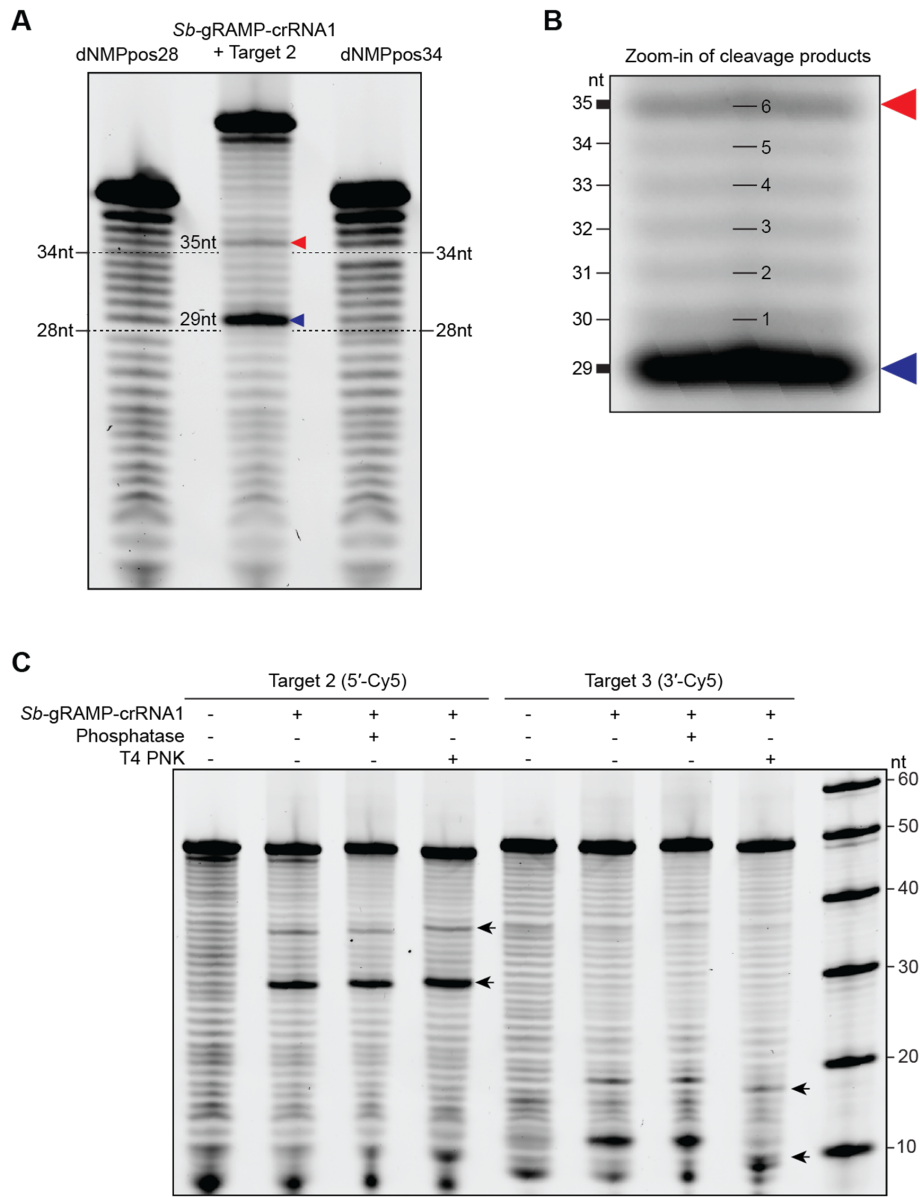 A
Sb-gRAMP-crRNA1
dNMPpos28 + Target 2 dNMPpos34
35nt
34nt 34nt
29nt
28nt 28nt
B
Zoom-in of cleavage products
nt
35 6
34 5
33 4
32 3
31 2
30 1
29
C
Target 2 (5′-Cy5) Target 3 (3′-Cy5)
Sb-gRAMP-crRNA1 - + + + - + + +
Phosphatase - - + - - - + -
T4 PNK - - - + - - - +
nt
60
50
40
30
20
10